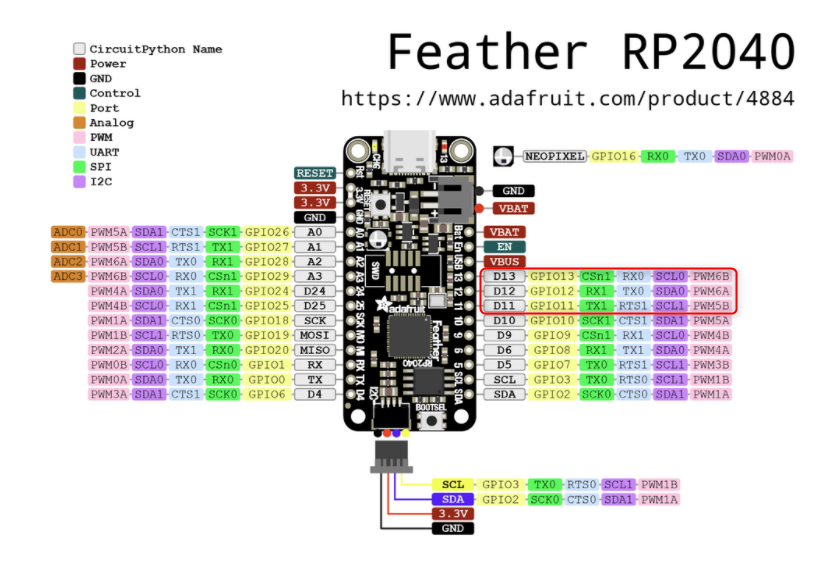 Feather RP2040
https://www.adafruit.com/product/4884
CircuitPython Name
Power
GND
Control
Port
Analog
PWM
UART
SPI
I2C
NEOPIXEL GPIO16 RX0 TX0 SDA0 PWM0A
RESET
3.3V
3.3V
GND
ADC0 PWM5A SDA1 CTS1 SCK1 GPIO26 A0
ADC1 PWM5B SCL1 RTS1 TX1 GPIO27 A1
ADC2 PWM6A SDA0 TX0 RX1 GPIO28 A2
ADC3 PWM6B SCL0 RX0 CSn1 GPIO29 A3
PWM4A SDA0 TX1 RX1 GPIO24 D24
PWM4B SCL0 RX1 CSn1 GPIO25 D25
PWM1A SDA1 CTS0 SCK0 GPIO18 SCK
PWM1B SCL1 RTS0 TX0 GPIO19 MOSI
PWM2A SDA0 TX1 RX0 GPIO20 MISO
PWM0B SCL0 RX0 CSn0 GPIO1 RX
PWM0A SDA0 TX0 RX0 GPIO0 TX
PWM3A SDA1 CTS1 SCK0 GPIO6 D4
GND
VBAT
VBAT
EN
VBUS
D13 GPIO13 CSn1 RX0 SCL0 PWM6B
D12 GPIO12 RX1 TX0 SDA0 PWM6A
D11 GPIO11 TX1 RTS1 SCL1 PWM5B
D10 GPIO10 SCK1 CTS1 SDA1 PWM5A
D9 GPIO9 CSn1 RX1 SCL0 PWM4B
D6 GPIO8 RX1 TX1 SDA0 PWM4A
D5 GPIO7 TX0 RTS1 SCL1 PWM3B
SCL GPIO3 TX0 RTS0 SCL1 PWM1B
SDA GPIO2 SCK0 CTS0 SDA1 PWM1A
CHG
13
Rst
3.3V
GND
A0
A1
A2
A3
24
25
SCK
MO
MI
RX
TX
D4
RESET
Bat
En
USB
13
12
11
10
9
6
5
SCL
SDA
SWD
adafruit
Feather
RP2040
I2C
BOOTSEL
SCL GPIO3 TX0 RTS0 SCL1 PWM1B
SDA GPIO2 SCK0 CTS0 SDA1 PWM1A
3.3V
GND